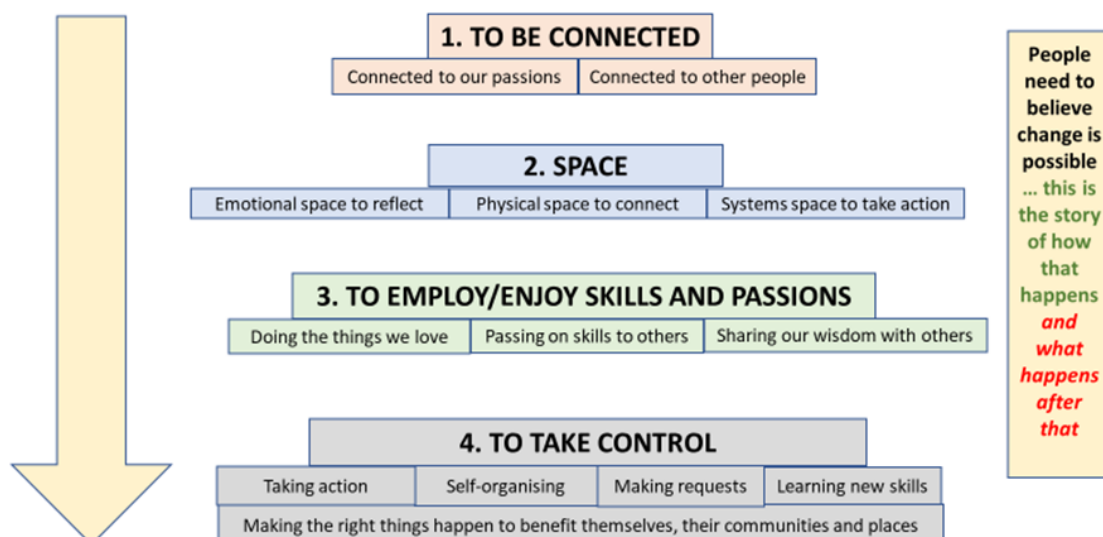 1. TO BE CONNECTED
Connected to our passions
Connected to other people
2. SPACE
Emotional space to reflect
Physical space to connect
Systems space to take action
3. TO EMPLOY/ENJOY SKILLS AND PASSIONS
Doing the things we love
Passing on skills to others
Sharing our wisdom with others
4. TO TAKE CONTROL
Taking action
Self-organising
Making requests
Learning new skills
Making the right things happen to benefit themselves, their communities and places
People
need to
believe
change is
possible
... this is
the story
of how
that
happens
and
what
happens
after
that